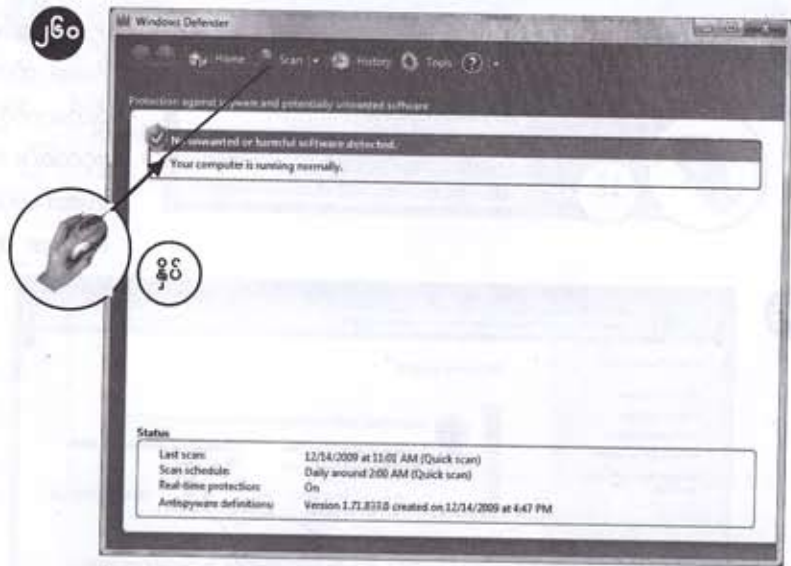 ၂၆၀
Windows Defender
Home Scan History Tools ?
Protection against spyware and potentially unwanted software
No unwanted or harmful software detected.
Your computer is running normally.
နှိပ်
Status
Last scan: 12/14/2009 at 11:01 AM (Quick scan)
Scan schedule: Daily around 2:00 AM (Quick scan)
Real-time protection: On
Antispyware definitions: Version 1.71.833.0 created on 12/14/2009 at 4:47 PM